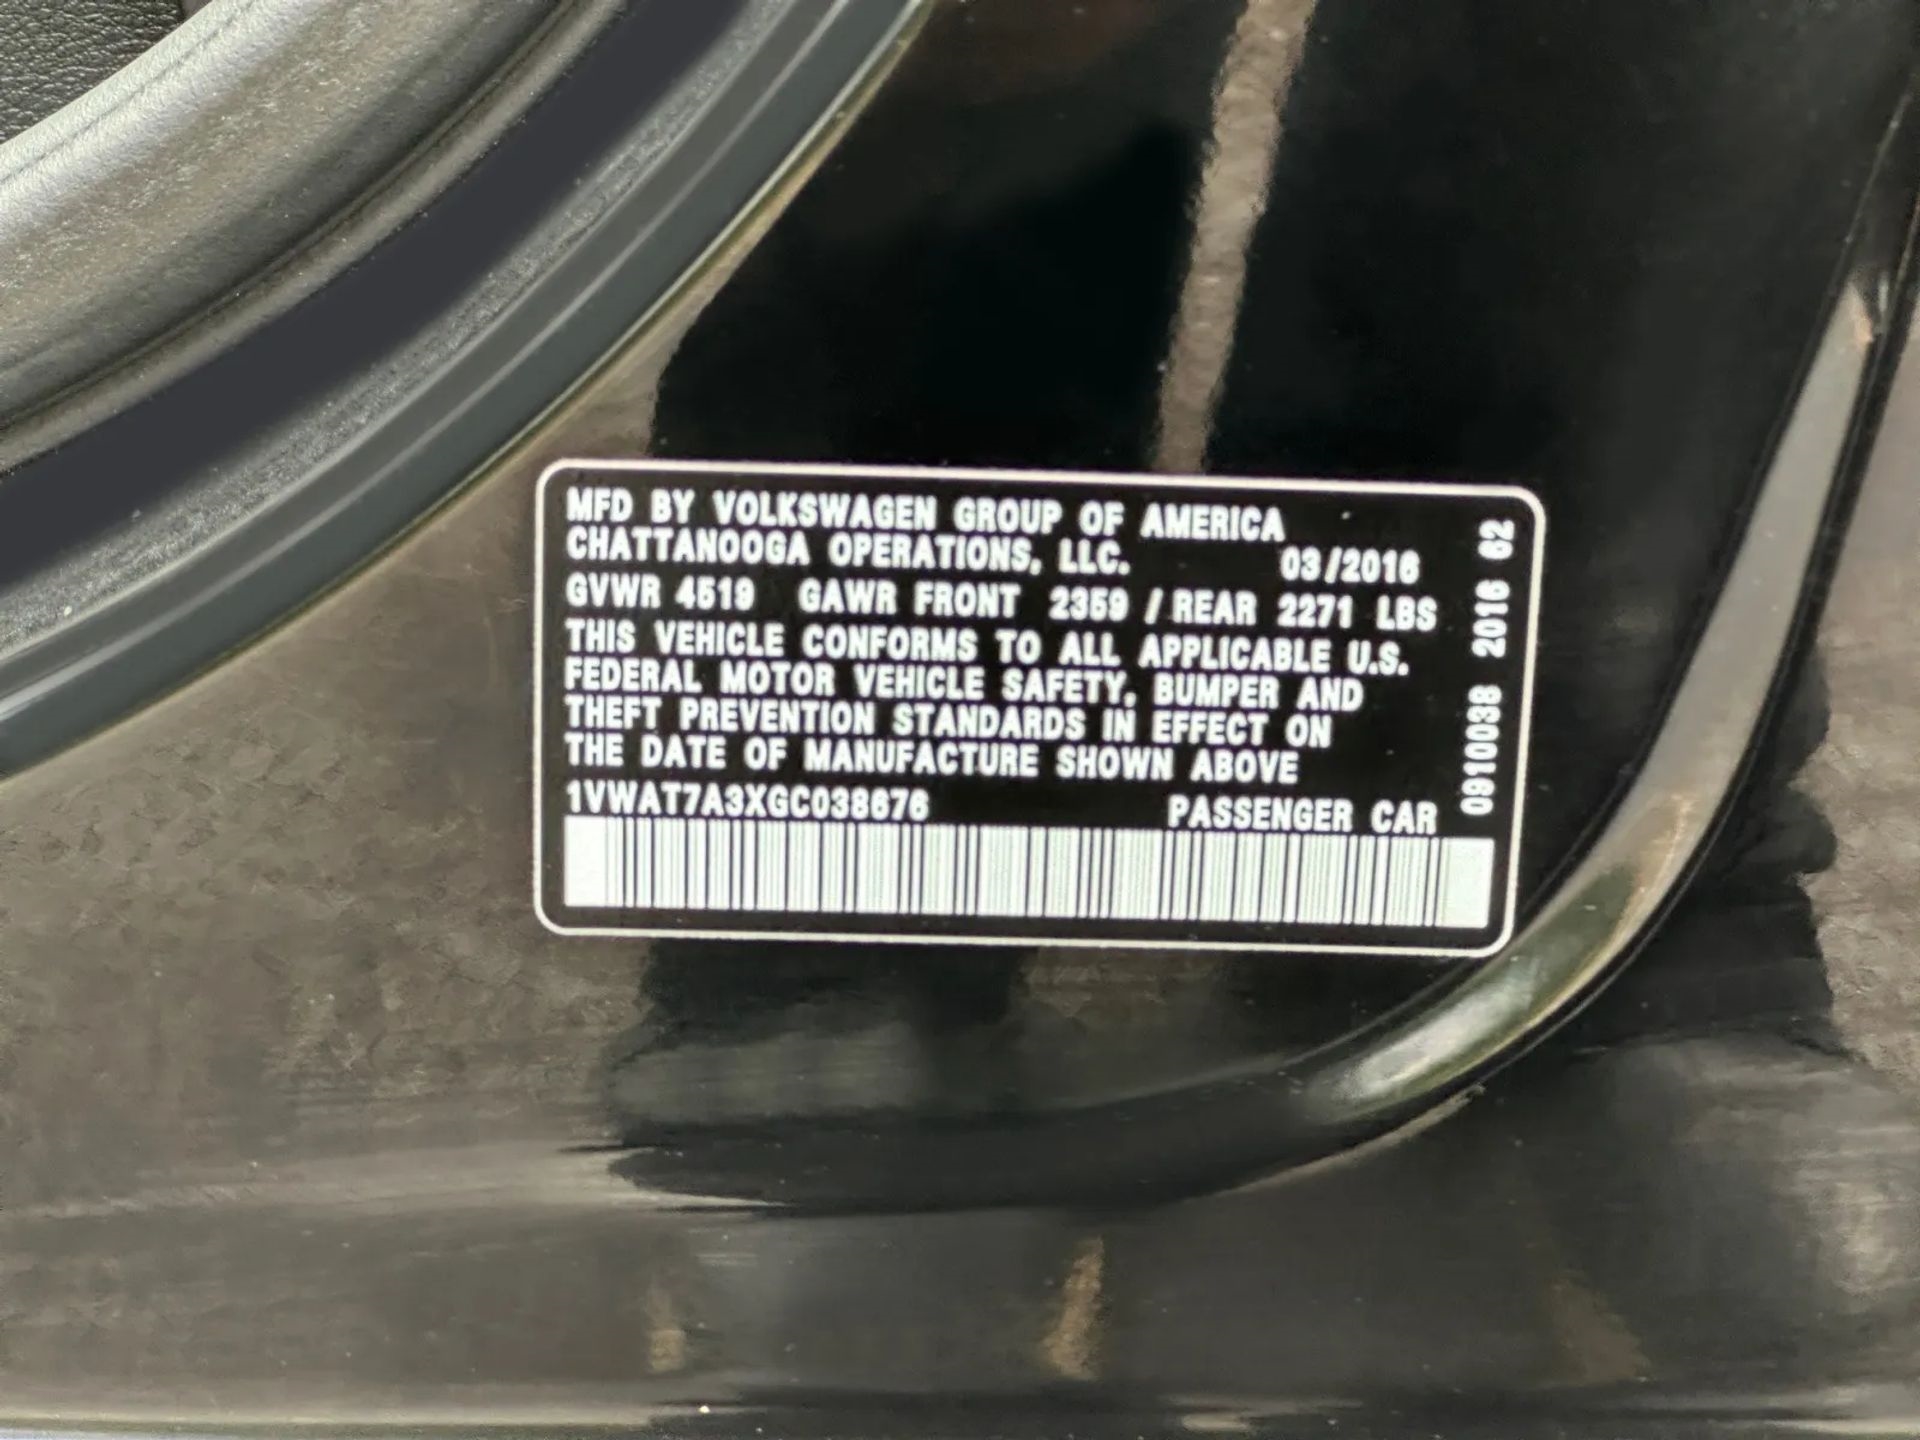 MFD BY VOLKSWAGEN GROUP OF AMERICA
CHATTANOOGA OPERATIONS, LLC. 03/2016
GVWR 4519 GAWR FRONT 2359 / REAR 2271 LBS
THIS VEHICLE CONFORMS TO ALL APPLICABLE U.S.
FEDERAL MOTOR VEHICLE SAFETY, BUMPER AND
THEFT PREVENTION STANDARDS IN EFFECT ON
THE DATE OF MANUFACTURE SHOWN ABOVE
1VWAT7A3XGC038676 PASSENGER CAR
0910038 2016 02